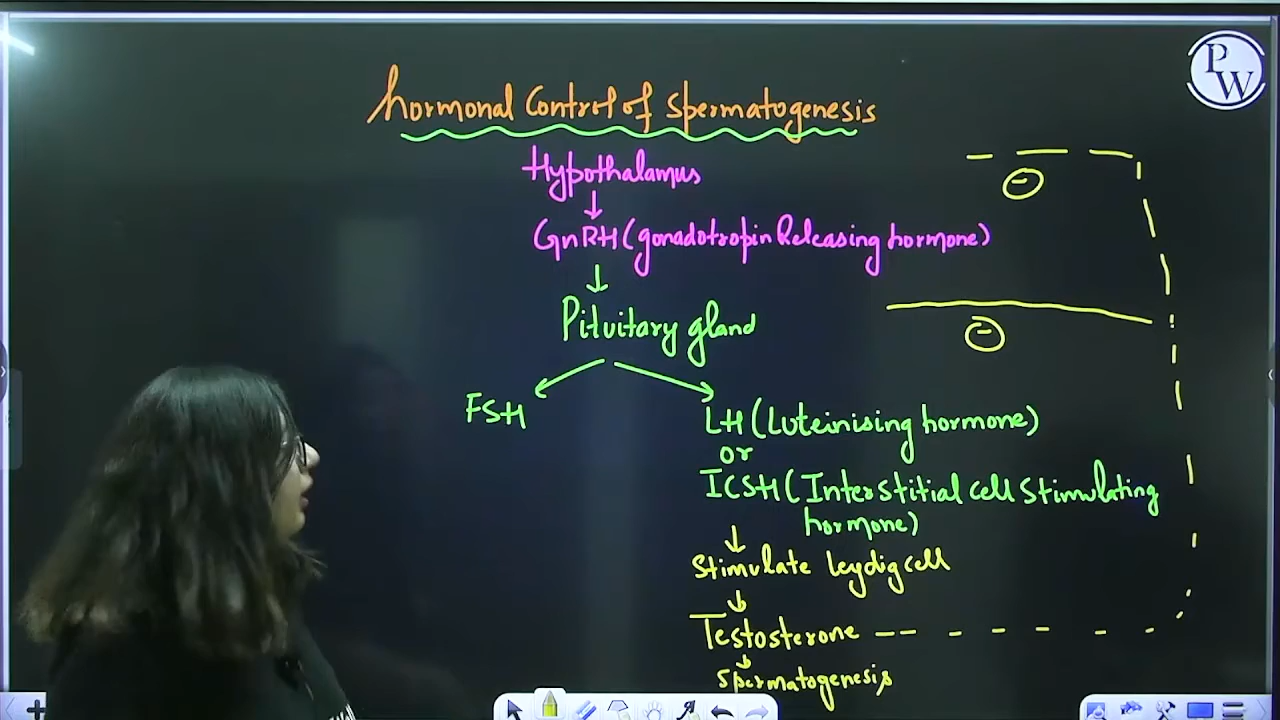 PW
Hormonal Control of Spermatogenesis
Hypothalamus
GnRH (gonadotropin Releasing hormone)
Pituitary gland
FSH
LH (Luteinising hormone)
or
ICSH (Interstitial cell Stimulating
hormone)
Stimulate leydig cell
Testosterone
Spermatogenesis